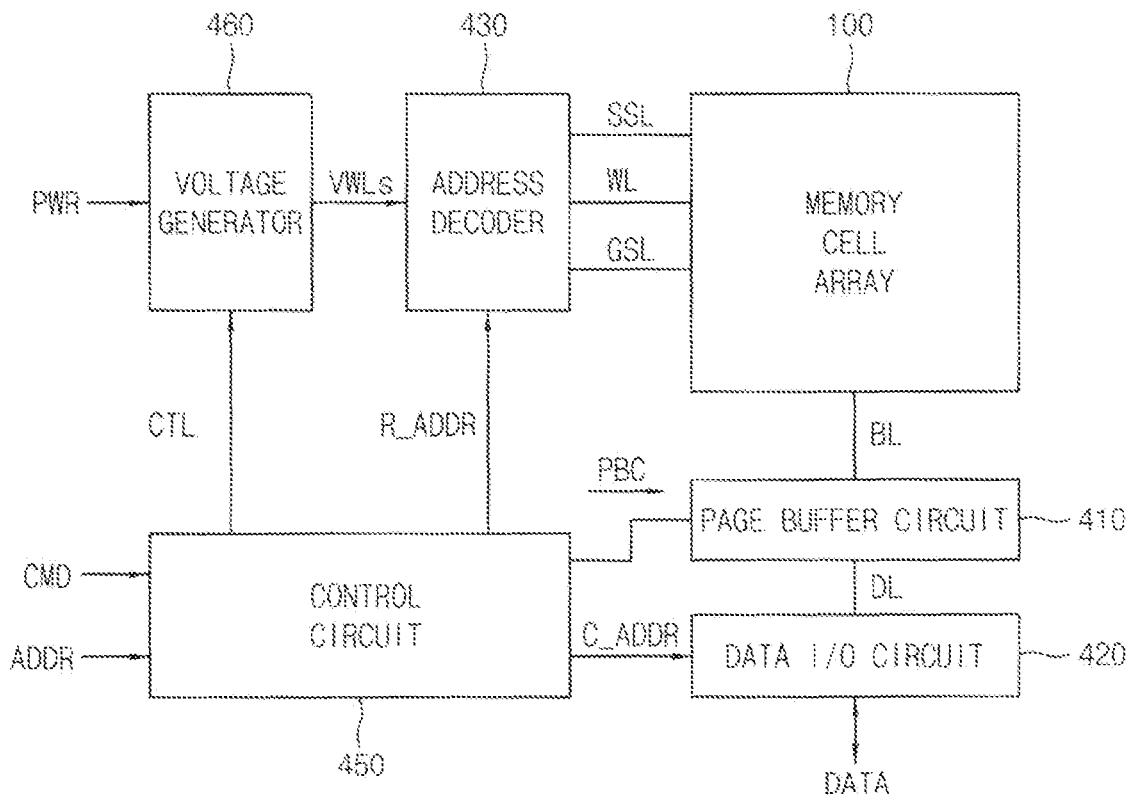 460
430
100
SSL
VOLTAGE
GENERATOR
VWLs
ADDRESS
DECODER
WL
MEMORY
CELL
ARRAY
PWR
GSL
CTL
R_ADDR
BL
PBC
PAGE BUFFER CIRCUIT
410
CMD
CONTROL
CIRCUIT
DL
ADDR
C_ADDR
DATA I/O CIRCUIT
420
450
DATA